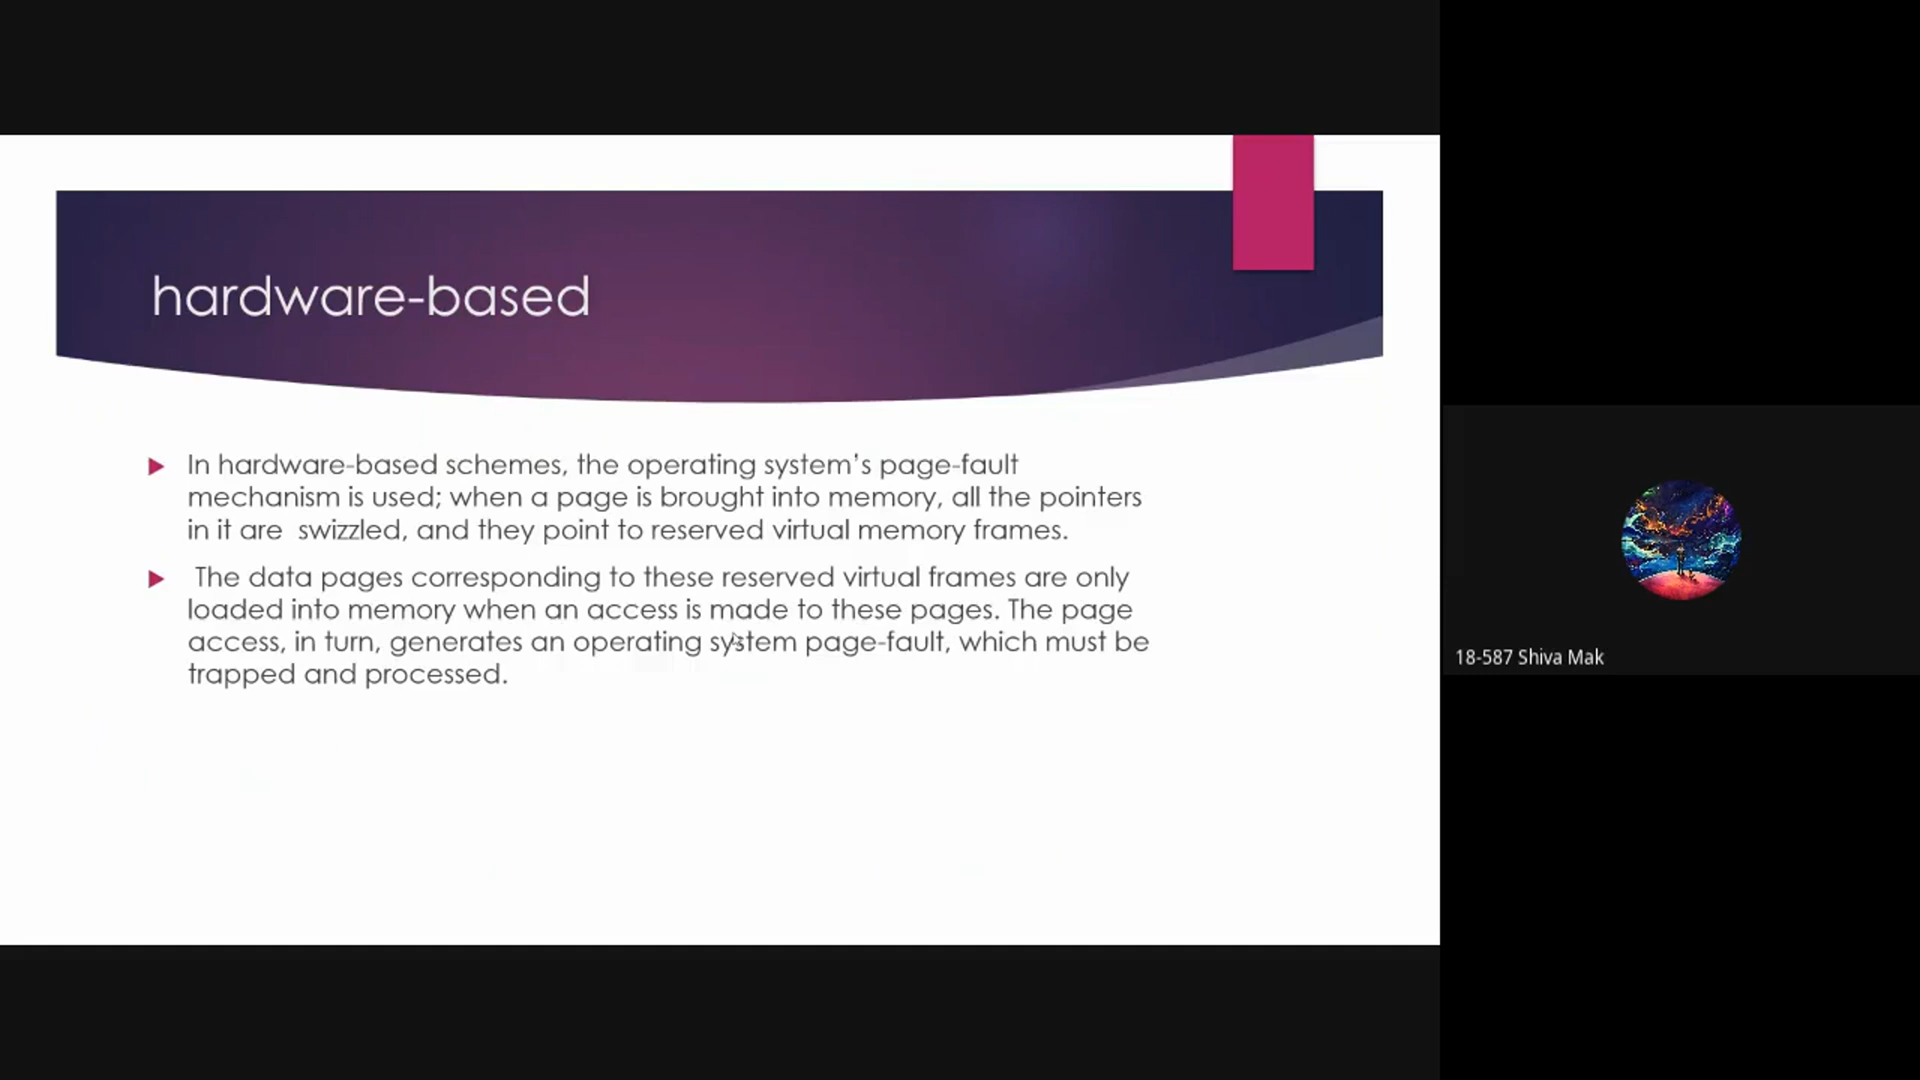 hardware-based
In hardware-based schemes, the operating system's page-fault
mechanism is used; when a page is brought into memory, all the pointers
in it are  swizzled, and they point to reserved virtual memory frames.
The data pages corresponding to these reserved virtual frames are only
loaded into memory when an access is made to these pages. The page
access, in turn, generates an operating system page-fault, which must be
trapped and processed.
18-587 Shiva Mak